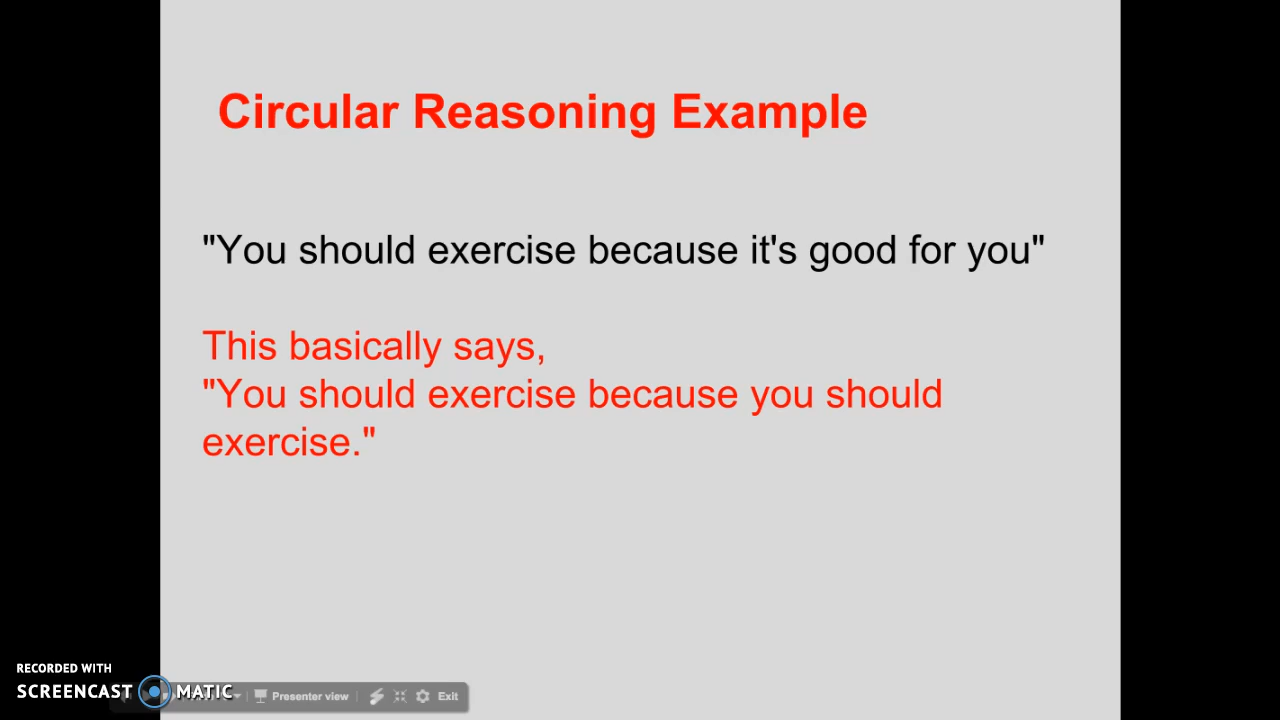 Circular Reasoning Example
"You should exercise because it's good for you"
This basically says,
"You should exercise because you should
exercise."
RECORDED WITH
SCREENCAST MATIC
Presenter view
Exit